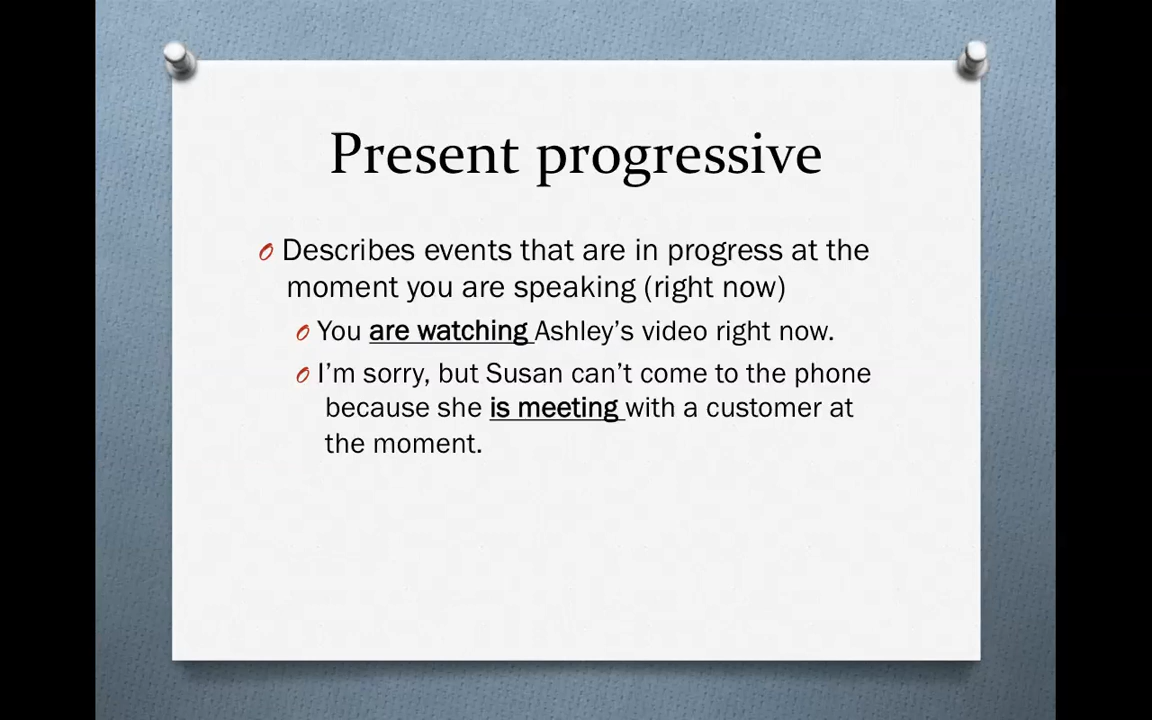 Present progressive
Describes events that are in progress at the
moment you are speaking (right now)
You are watching Ashley’s video right now.
I’m sorry, but Susan can’t come to the phone
because she is meeting with a customer at
the moment.